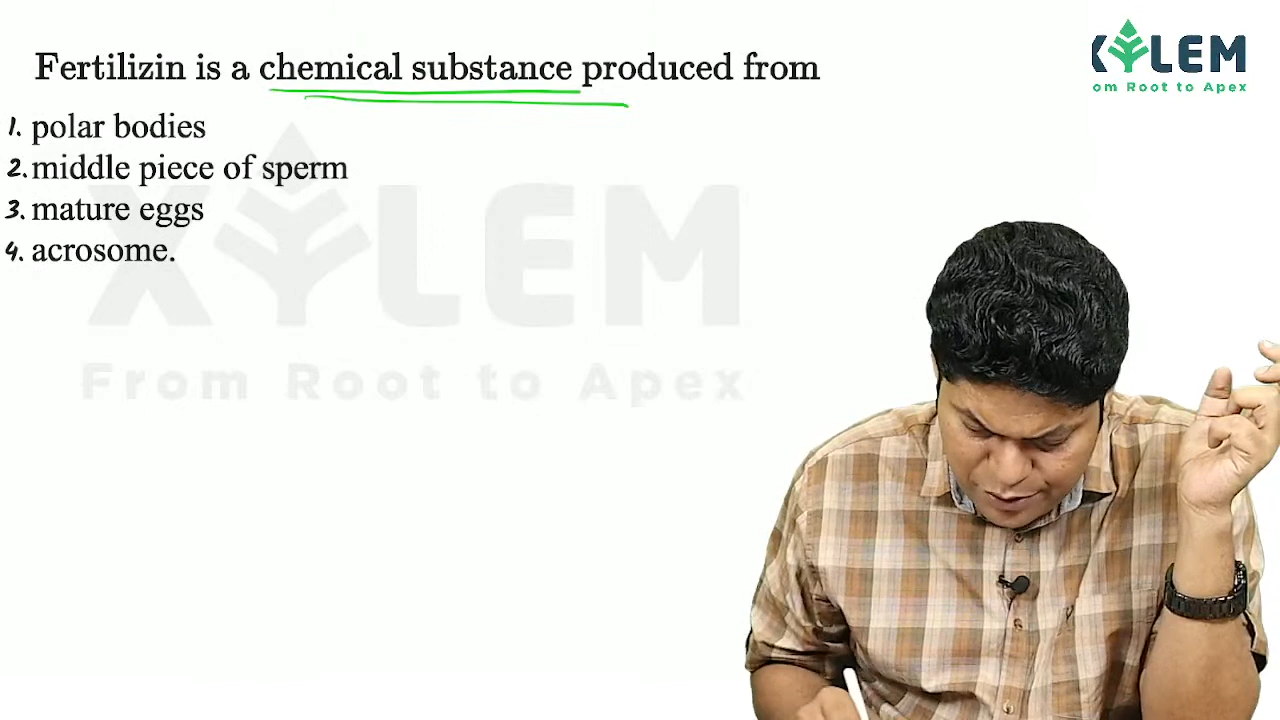 Fertilizin is a chemical substance produced from
1. polar bodies
2. middle piece of sperm
3. mature eggs
4. acrosome.
XYLEM
om Root to Apex
XYLEM
From Root to Apex